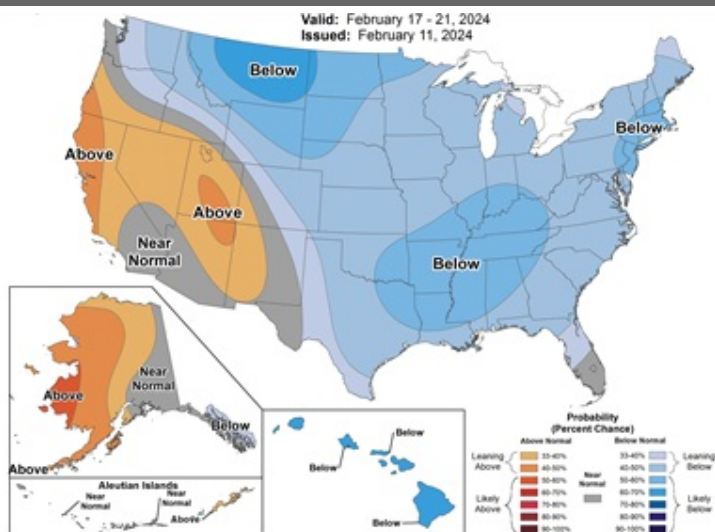 Valid: February 17 - 21, 2024
Issued: February 11, 2024
Below
Below
Above
Above
Near
Normal
Below
Near
Normal
Above
Below
Above
Aleutian Islands
Near
Normal
Near
Normal
Above
Below
Below
Below
Probability
(Percent Chance)
Above Normal
Below Normal
Leaning
Above
33-40%
40-50%
Likely
Above
50-60%
60-70%
70-80%
80-90%
90-100%
Near
Normal
33-40%
40-50%
Leaning
Below
50-60%
60-70%
70-80%
80-90%
90-100%
Likely
Below